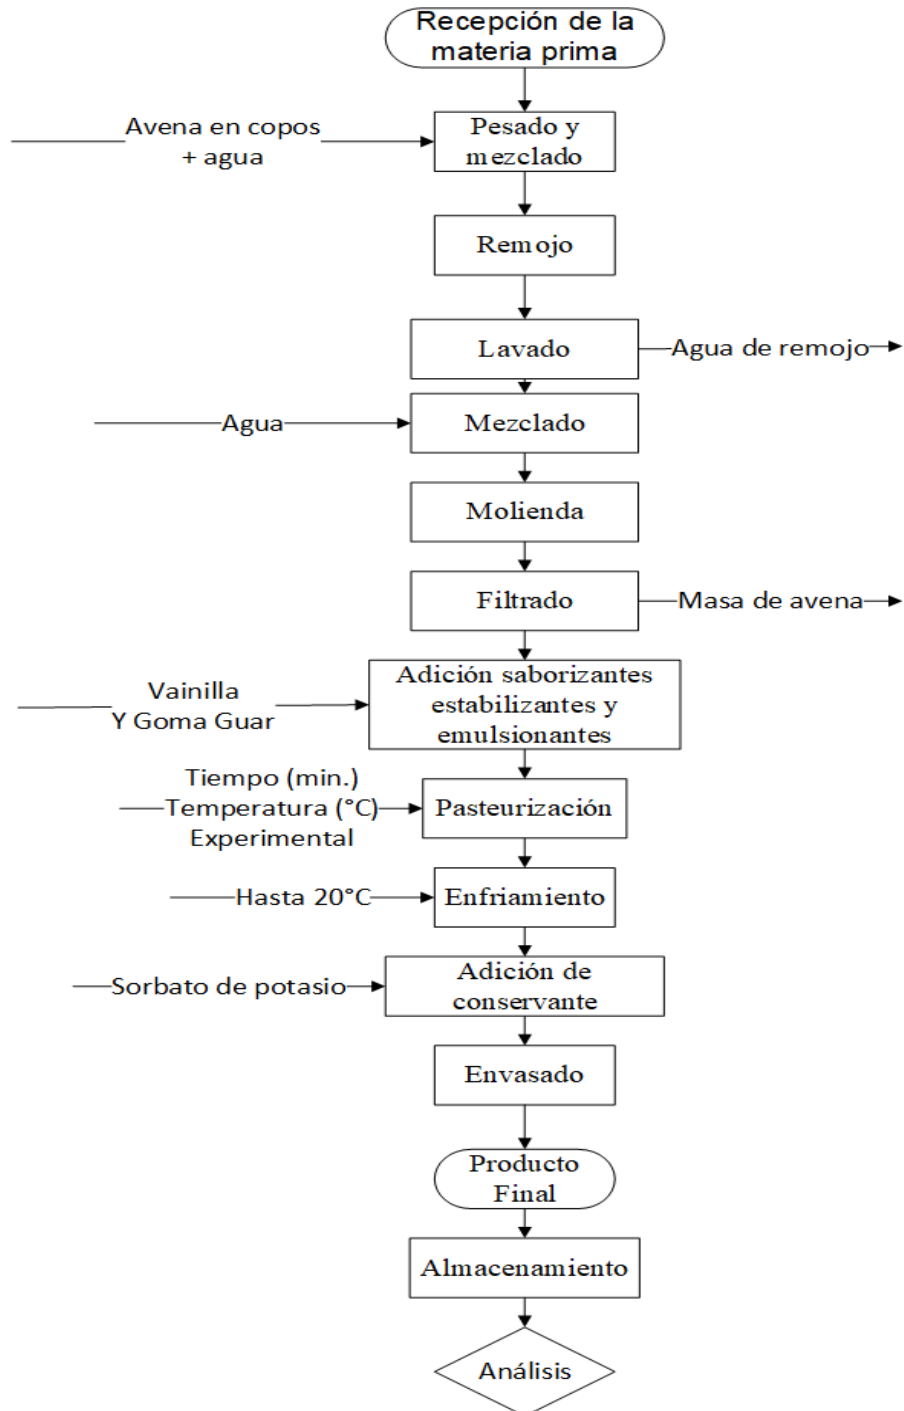 Recepción de la
materia prima
Avena en copos
+ agua
Pesado y
mezclado
Remojo
Lavado
Agua de remojo
Agua
Mezclado
Molienda
Filtrado
Masa de avena
Vainilla
Y Goma Guar
Adición saborizantes
estabilizantes y
emulsionantes
Tiempo (min.)
Temperatura (°C)
Experimental
Pasteurización
Hasta 20°C
Enfriamiento
Sorbato de potasio
Adición de
conservante
Envasado
Producto
Final
Almacenamiento
Análisis